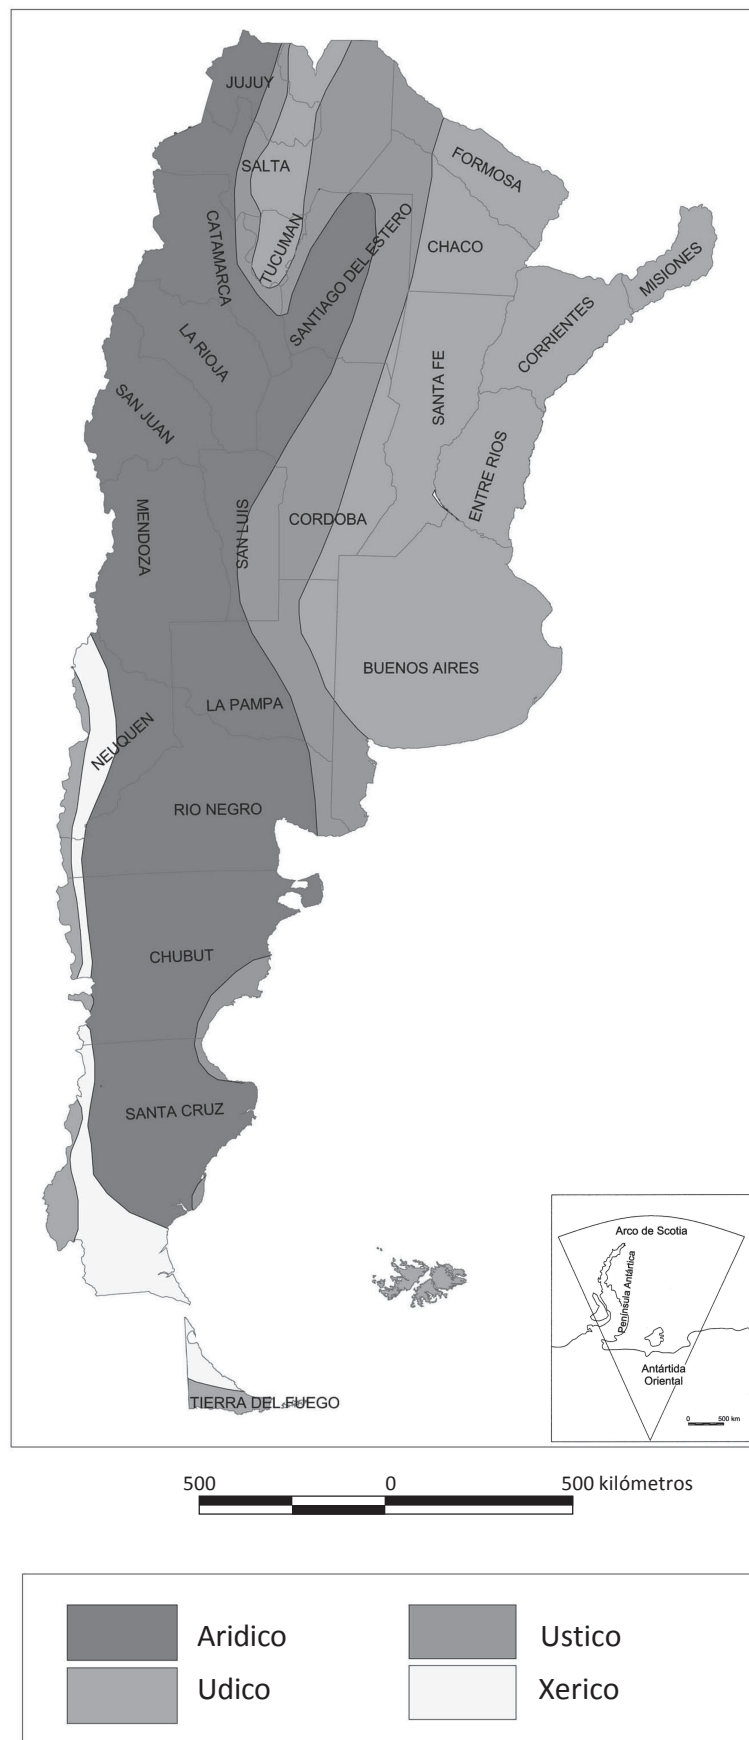 JUJUY
FORMOSA
SALTA
CATAMARCA
TUCUMAN
SANTIAGO DEL ESTERO
CHACO
MISIONES
CORRIENTES
LA RIOJA
SANTA FE
SAN JUAN
ENTRE RIOS
MENDOZA
SAN LUIS
CORDOBA
BUENOS AIRES
LA PAMPA
NEUQUEN
RIO NEGRO
CHUBUT
SANTA CRUZ
TIERRA DEL FUEGO
Arco de Scotia
Península Antártica
Antártida
Oriental
0 500 km
500 0 500 kilómetros
Aridico Ustico
Udico Xerico